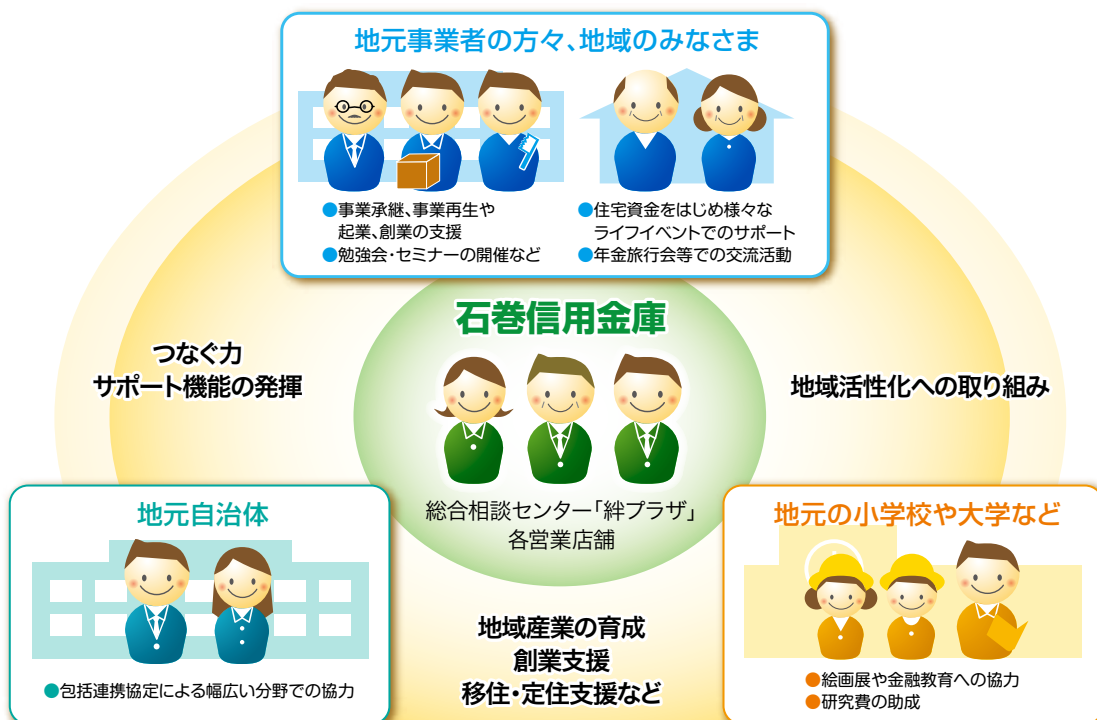 地元事業者の方々、地域のみなさま
●事業承継、事業再生や
起業、創業の支援
●勉強会・セミナーの開催など
●住宅資金をはじめ様々な
ライフイベントでのサポート
●年金旅行会等での交流活動
石巻信用金庫
つなぐ力
サポート機能の発揮
地域活性化への取り組み
総合相談センター「絆プラザ」
各営業店舗
地元自治体
●包括連携協定による幅広い分野での協力
地域産業の育成
創業支援
移住・定住支援など
地元の小学校や大学など
●絵画展や金融教育への協力
●研究費の助成